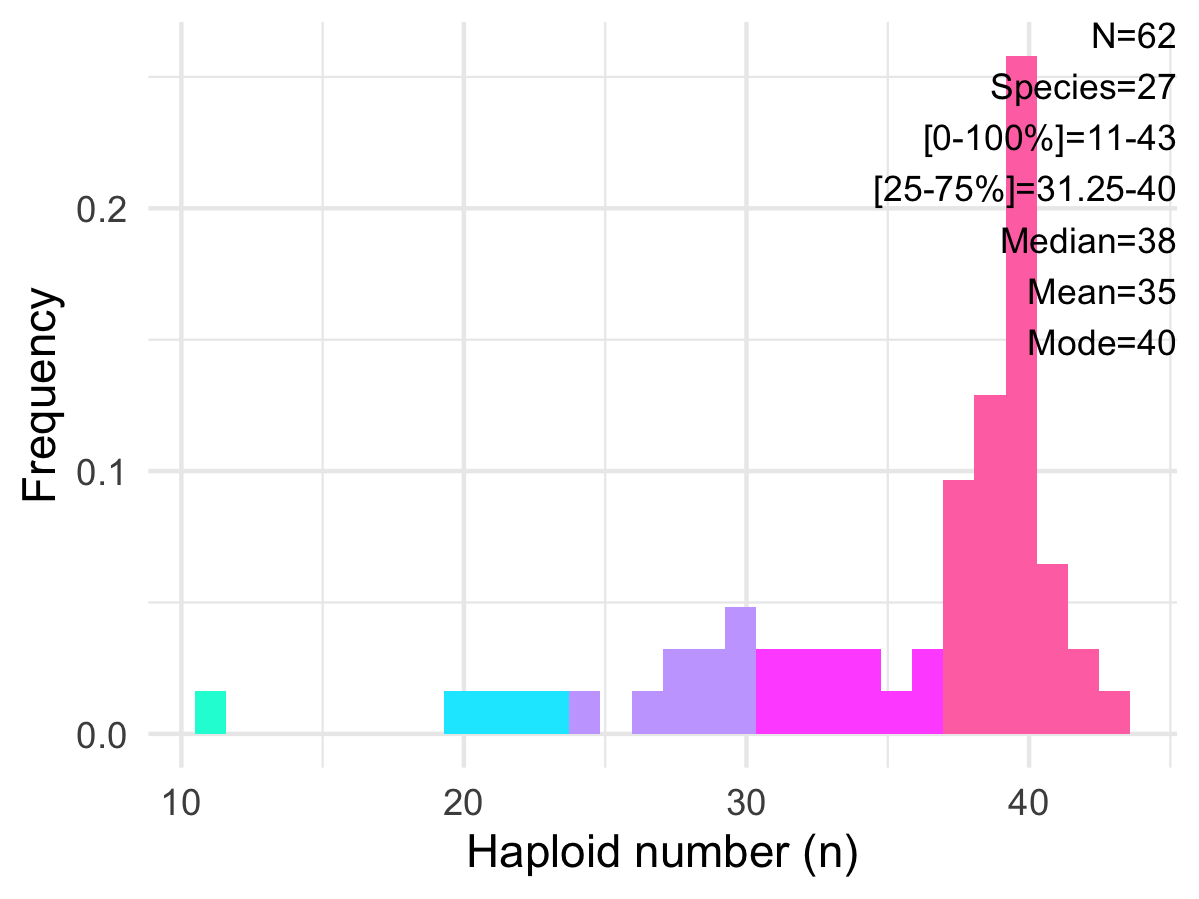 N=62
Species=27
[0-100%]=11-43
[25-75%]=31.25-40
Median=38
Mean=35
Mode=40
Frequency
0.2
0.1
0.0
10 20 30 40
Haploid number (n)